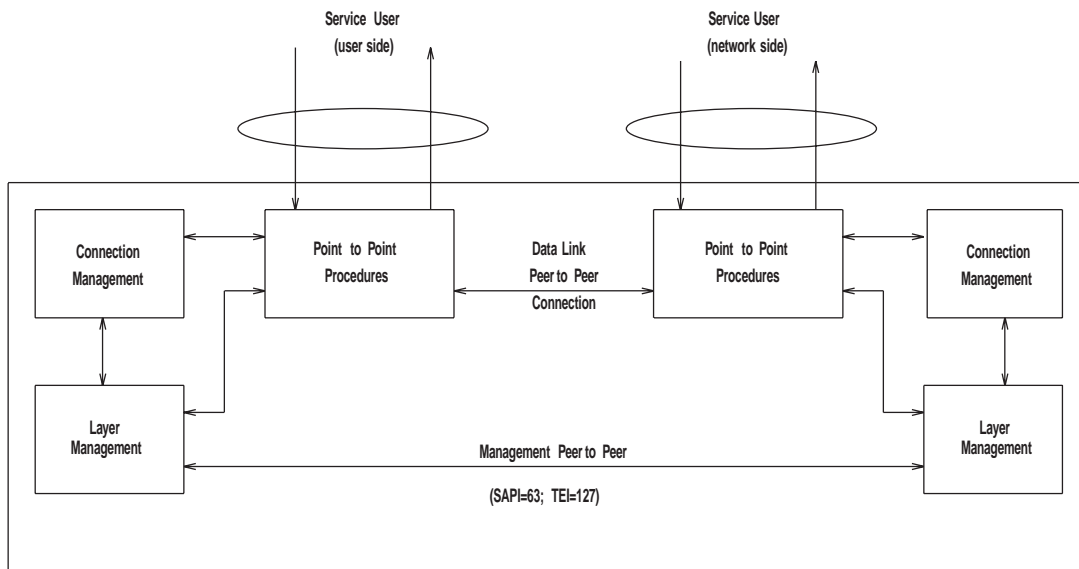 Service User
(user side)
Service User
(network side)
Connection
Management
Point to Point
Procedures
Data Link
Peer to Peer
Connection
Point to Point
Procedures
Connection
Management
Layer
Management
Management Peer to Peer
(SAPI=63; TEI=127)
Layer
Management